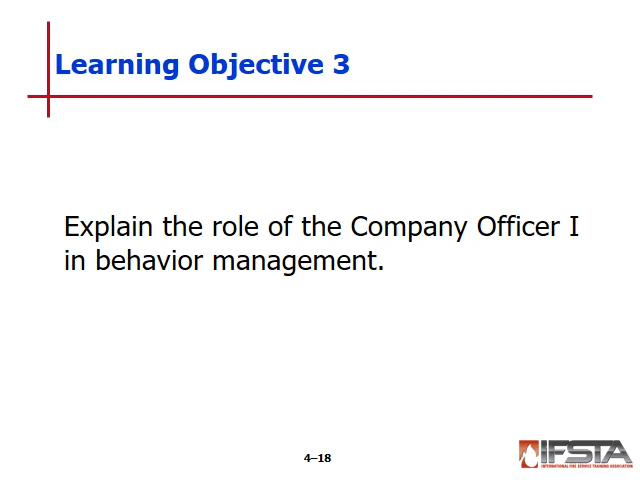 Learning Objective 3
Explain the role of the Company Officer I
in behavior management.
4–18
IFSTA
INTERNATIONAL FIRE SERVICE TRAINING ASSOCIATION